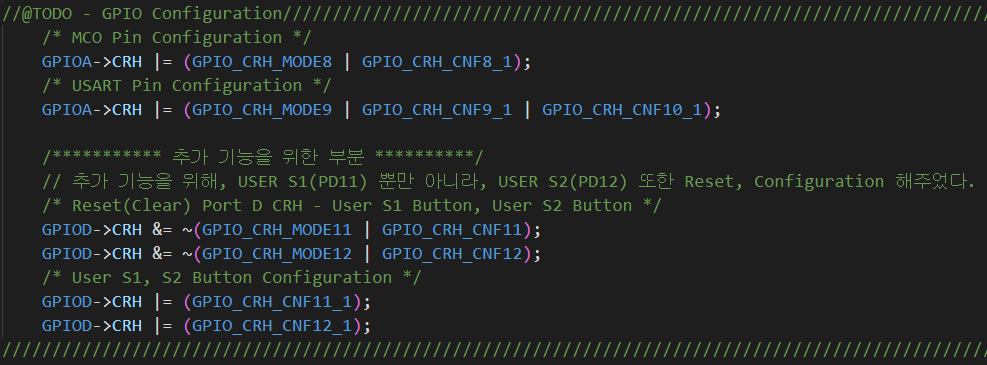 //@TODO - GPIO Configuration////////////////////////////////////////////////////////////////////////
/* MCO Pin Configuration */
GPIOA->CRH |= (GPIO_CRH_MODE8 | GPIO_CRH_CNF8_1);
/* USART Pin Configuration */
GPIOA->CRH |= (GPIO_CRH_MODE9 | GPIO_CRH_CNF9_1 | GPIO_CRH_CNF10_1);
/*********** 추가 기능을 위한 부분 **********/
// 추가 기능을 위해, USER S1(PD11) 뿐만 아니라, USER S2(PD12) 또한 Reset, Configuration 해주었다.
/* Reset(Clear) Port D CRH - User S1 Button, User S2 Button */
GPIOD->CRH &= ~(GPIO_CRH_MODE11 | GPIO_CRH_CNF11);
GPIOD->CRH &= ~(GPIO_CRH_MODE12 | GPIO_CRH_CNF12);
/* User S1, S2 Button Configuration */
GPIOD->CRH |= (GPIO_CRH_CNF11_1);
GPIOD->CRH |= (GPIO_CRH_CNF12_1);
////////////////////////////////////////////////////////////////////////////////////////////////////